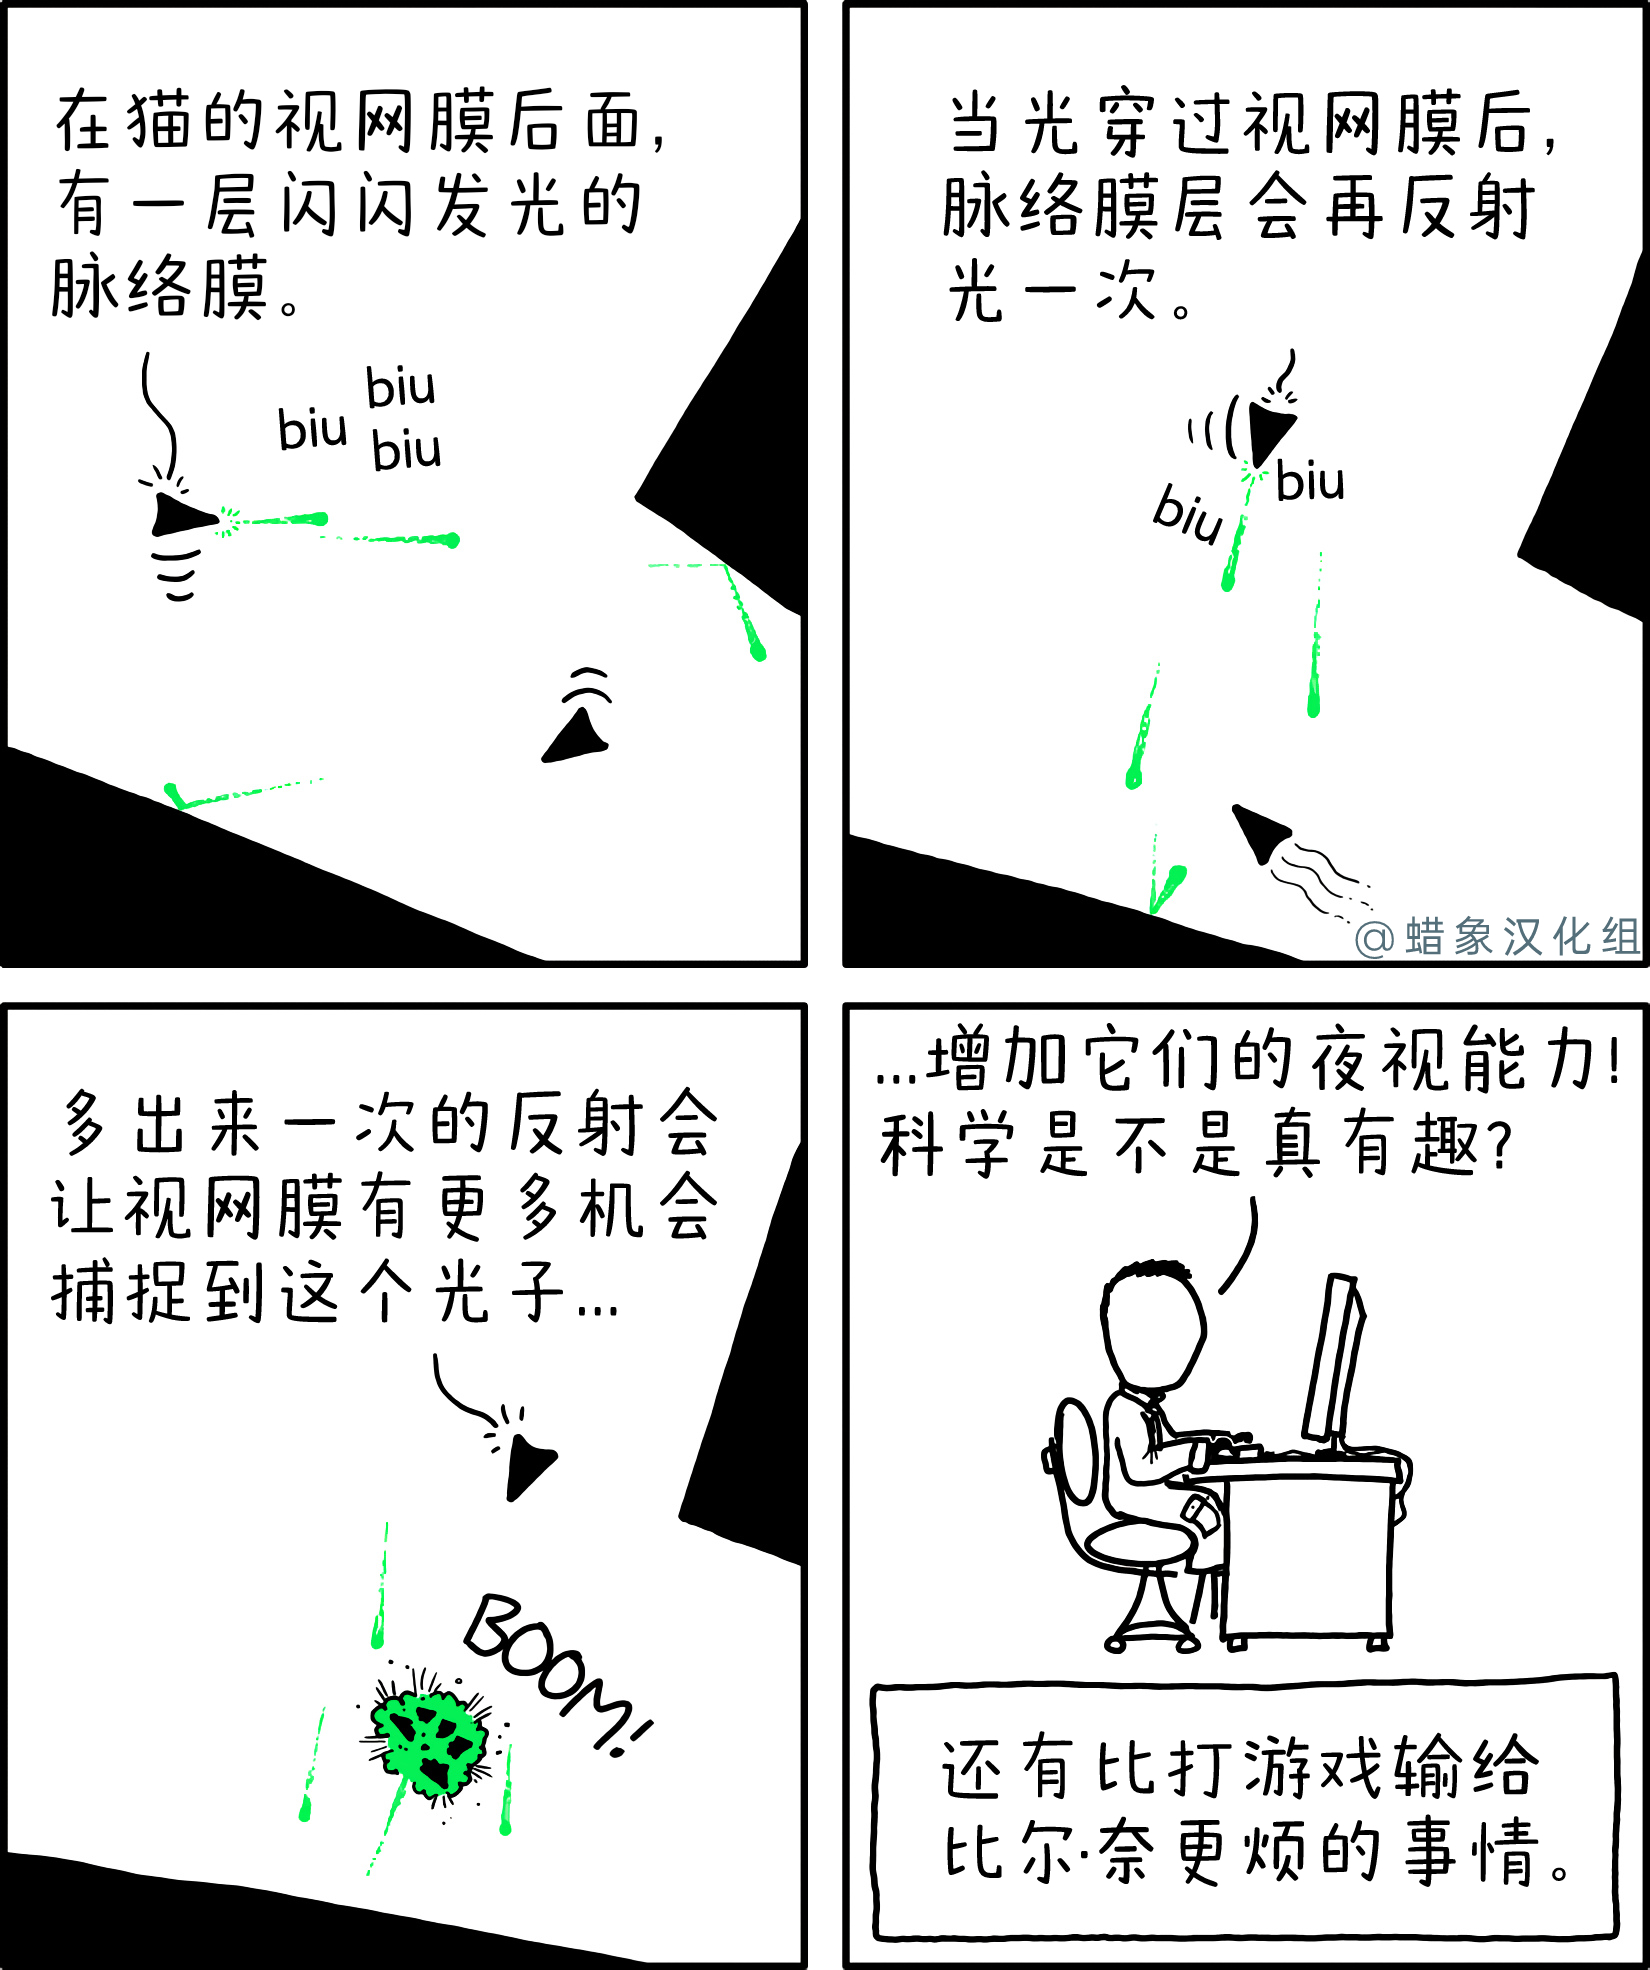 在猫的视网膜后面,
有一层闪闪发光的
脉络膜。
biu
biu
biu
当光穿过视网膜后,
脉络膜层会再反射
光一次。
biu
biu
@蜡象汉化组
多出来一次的反射会
让视网膜有更多机会
捕捉到这个光子...
BOOM!
...增加它们的夜视能力!
科学是不是真有趣?
还有比打游戏输给
比尔·奈更烦的事情。